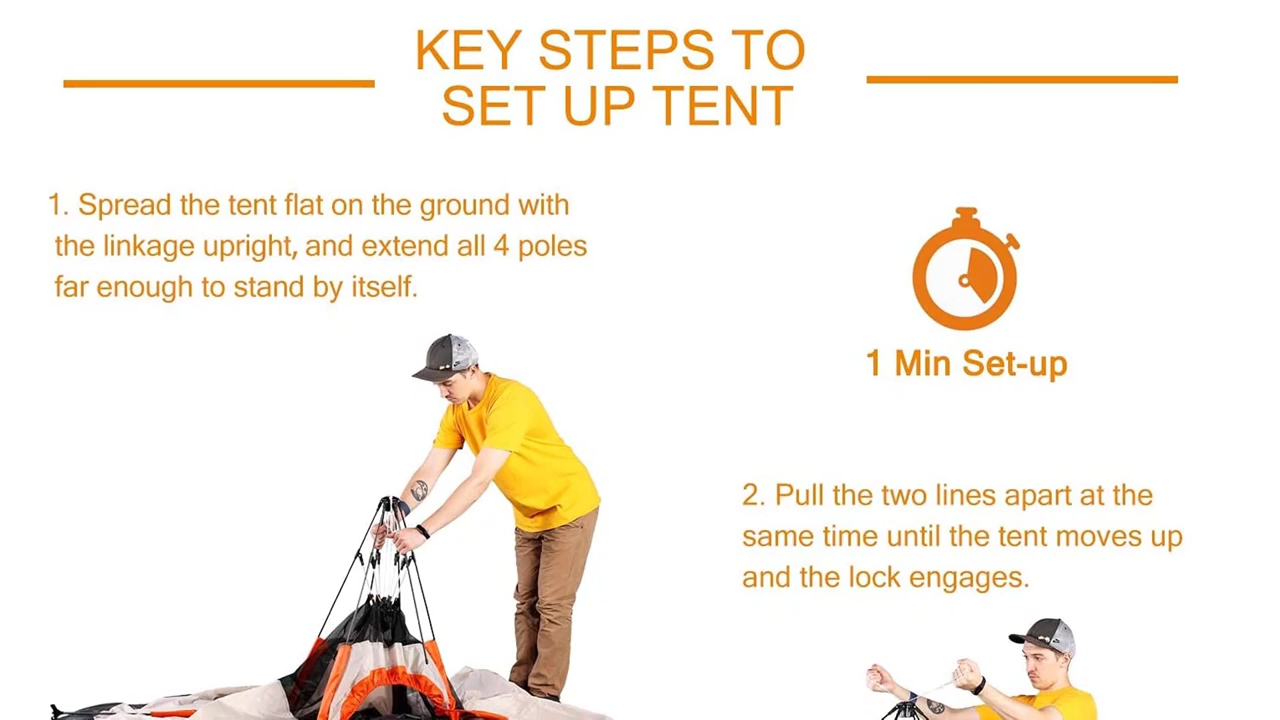 KEY STEPS TO
SET UP TENT
1. Spread the tent flat on the ground with
the linkage upright, and extend all 4 poles
far enough to stand by itself.
1 Min Set-up
2. Pull the two lines apart at the
same time until the tent moves up
and the lock engages.